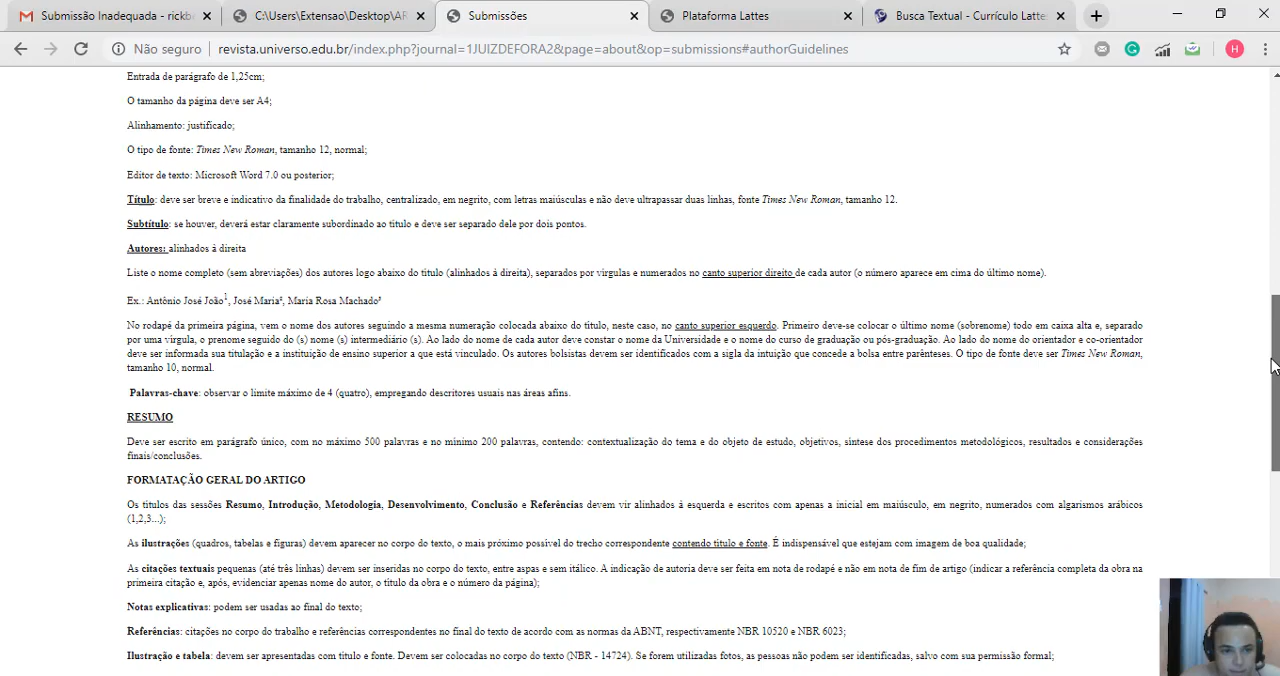 Submissão Inadequada - rickb
C:\Users\Extensao\Desktop\AR
Submissões
Plataforma Lattes
Busca Textual - Currículo Lattes
Não seguro
revista.universo.edu.br/index.php?journal=1JUIZDEFORA2&page=about&op=submissions#authorGuidelines
H
Entrada de parágrafo de 1,25cm;
O tamanho da página deve ser A4;
Alinhamento: justificado;
O tipo de fonte: Times New Roman, tamanho 12, normal;
Editor de texto: Microsoft Word 7.0 ou posterior;
Título: deve ser breve e indicativo da finalidade do trabalho, centralizado, em negrito, com letras maiúsculas e não deve ultrapassar duas linhas, fonte Times New Roman, tamanho 12.
Subtítulo: se houver, deverá estar claramente subordinado ao título e deve ser separado dele por dois pontos.
Autores: alinhados à direita
Liste o nome completo (sem abreviações) dos autores logo abaixo do título (alinhados á direita), separados por vírgulas e numerados no canto superior direito de cada autor (o número aparece em cima do último nome).
Ex.: Antônio José João¹, José Maria², Maria Rosa Machado³
No rodapé da primeira página, vem o nome dos autores seguindo a mesma numeração colocada abaixo do título, neste caso, no canto superior esquerdo. Primeiro deve-se colocar o último nome (sobrenome) todo em caixa alta e, separado
por uma vírgula, o prenome seguido do (s) nome (s) intermediário (s). Ao lado do nome de cada autor deve constar o nome da Universidade e o nome do curso de graduação ou pós-graduação. Ao lado do nome do orientador e co-orientador
deve ser informada sua titulação e a instituição de ensino superior a que está vinculado. Os autores bolsistas devem ser identificados com a sigla da intuição que concede a bolsa entre parênteses. O tipo de fonte deve ser Times New Roman,
tamanho 10, normal.
Palavras-chave: observar o limite máximo de 4 (quatro), empregando descritores usuais nas áreas afins.
RESUMO
Deve ser escrito em parágrafo único, com no máximo 500 palavras e no mínimo 200 palavras, contendo: contextualização do tema e do objeto de estudo, objetivos, síntese dos procedimentos metodológicos, resultados e considerações
finais/conclusões.
FORMATAÇÃO GERAL DO ARTIGO
Os títulos das sessões Resumo, Introdução, Metodologia, Desenvolvimento, Conclusão e Referências devem vir alinhados à esquerda e escritos com apenas a inicial em maiúsculo, em negrito, numerados com algarismos arábicos
(1,2,3...);
As ilustrações (quadros, tabelas e figuras) devem aparecer no corpo do texto, o mais próximo possível do trecho correspondente contendo título e fonte. É indispensável que estejam com imagem de boa qualidade;
As citações textuais pequenas (até três linhas) devem ser inseridas no corpo do texto, entre aspas e sem itálico. A indicação de autoria deve ser feita em nota de rodapé e não em nota de fim de artigo (indicar a referência completa da obra na
primeira citação e, após, evidenciar apenas nome do autor, o título da obra e o número da página);
Notas explicativas: podem ser usadas ao final do texto;
Referências: citações no corpo do trabalho e referências correspondentes no final do texto de acordo com as normas da ABNT, respectivamente NBR 10520 e NBR 6023;
Ilustração e tabela: devem ser apresentadas com título e fonte. Devem ser colocadas no corpo do texto (NBR - 14724). Se forem utilizadas fotos, as pessoas não podem ser identificadas, salvo com sua permissão formal;